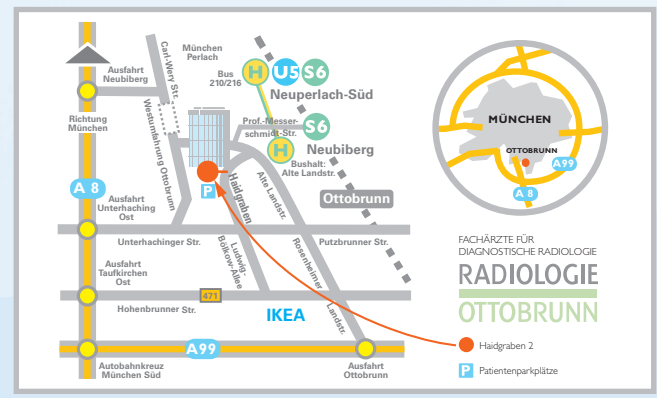 München
Perlach
Ausfahrt
Neubiberg
Carl-Wery Str.
Bus
210/216
H
U5
S6
Neuperlach-Süd
Richtung
München
Westumfahrung Ottobrunn
Prof.-Messer-
schmidt-Str.
S6
H
Neubiberg
Bushalt:
Alte Landstr.
P
Haidgraben
Alte Landstr.
A 8
Ausfahrt
Unterhaching
Ost
Ottobrunn
Unterhachinger Str.
Putzbrunner Str.
Ludwig-
Bölkow-Allee
Rosenheimer
Landstr.
Ausfahrt
Taufkirchen
Ost
471
Hohenbrunner Str.
IKEA
A99
Autobahnkreuz
München Süd
Ausfahrt
Ottobrunn
MÜNCHEN
OTTOBRUNN
A99
A 8
FACHÄRZTE FÜR
DIAGNOSTISCHE RADIOLOGIE
RADIOLOGIE
OTTOBRUNN
Haidgraben 2
P Patientenparkplätze